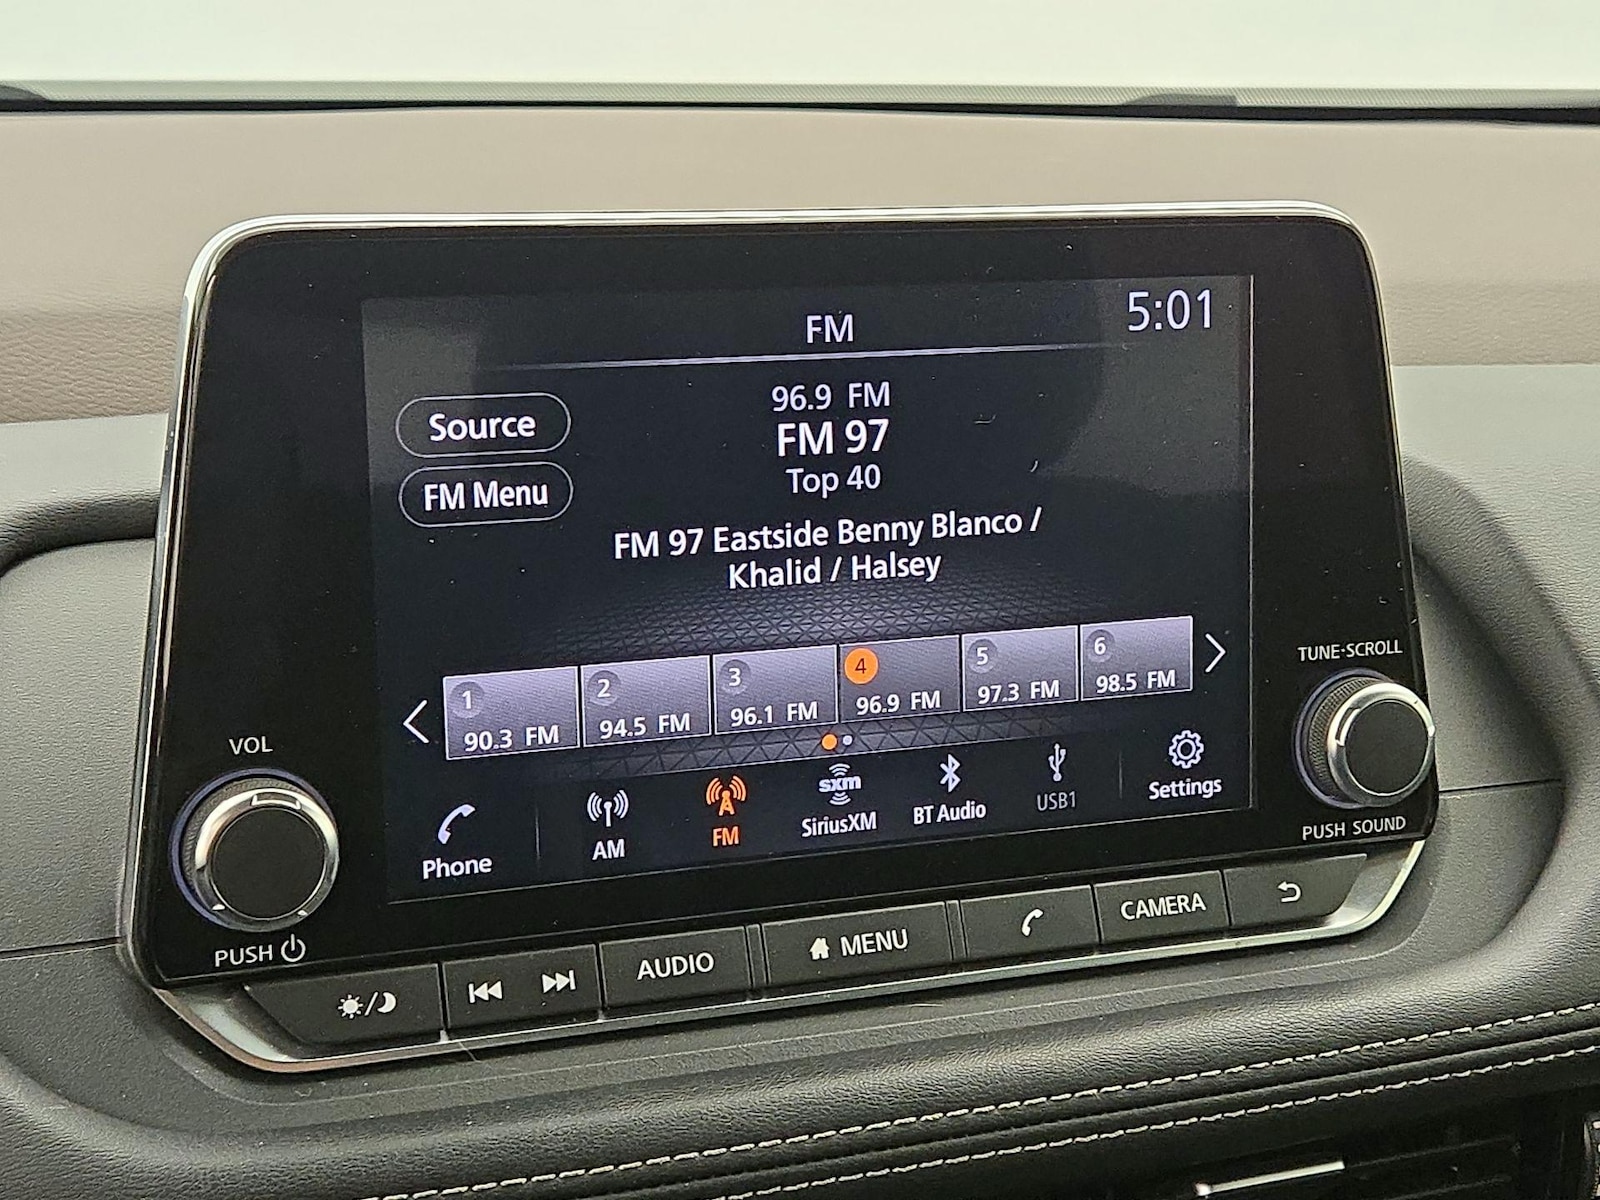 FM
5:01
Source
FM Menu
96.9 FM
FM 97
Top 40
FM 97 Eastside Benny Blanco /
Khalid / Halsey
1
90.3 FM
2
94.5 FM
3
96.1 FM
4
96.9 FM
5
97.3 FM
6
98.5 FM
Phone
AM
FM
sxm
SiriusXM
BT Audio
USB1
Settings
VOL
PUSH
TUNE·SCROLL
PUSH SOUND
AUDIO
MENU
CAMERA